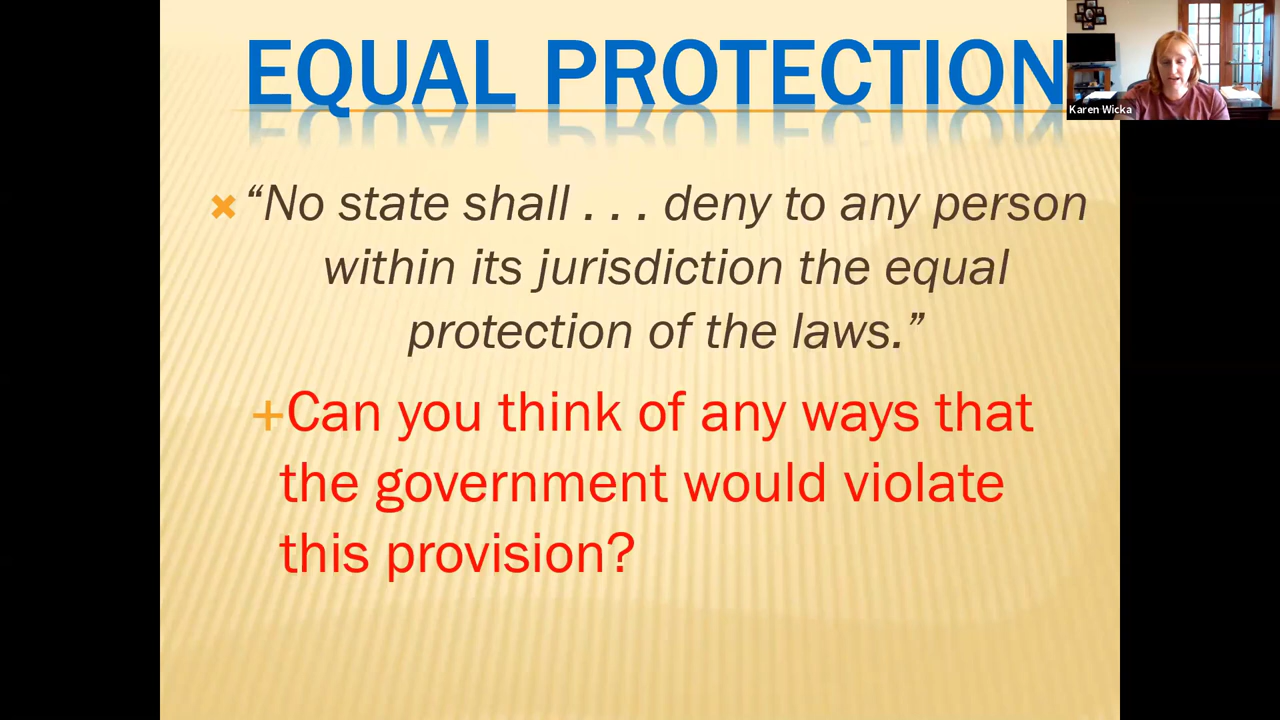 EQUAL PROTECTION
Karen Wicka
“No state shall . . . deny to any person
within its jurisdiction the equal
protection of the laws.”
Can you think of any ways that
the government would violate
this provision?